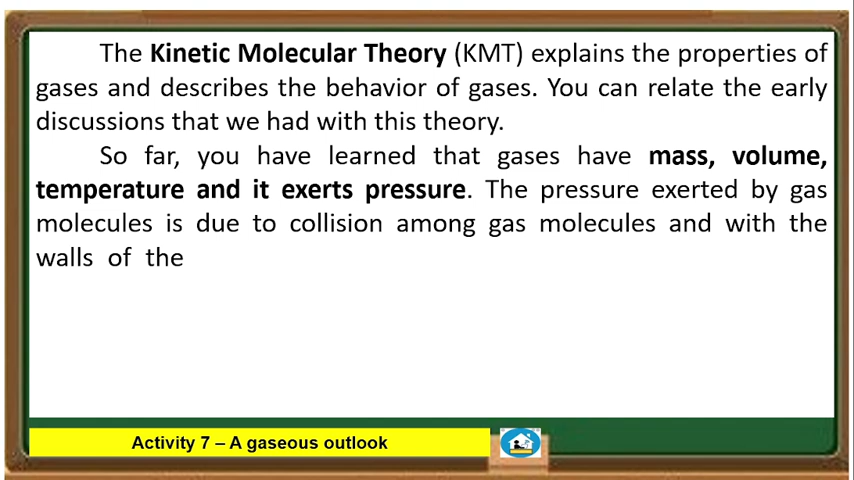 The Kinetic Molecular Theory (KMT) explains the properties of
gases and describes the behavior of gases. You can relate the early
discussions that we had with this theory.
So far, you have learned that gases have mass, volume,
temperature and it exerts pressure. The pressure exerted by gas
molecules is due to collision among gas molecules and with the
walls of the
Activity 7 – A gaseous outlook